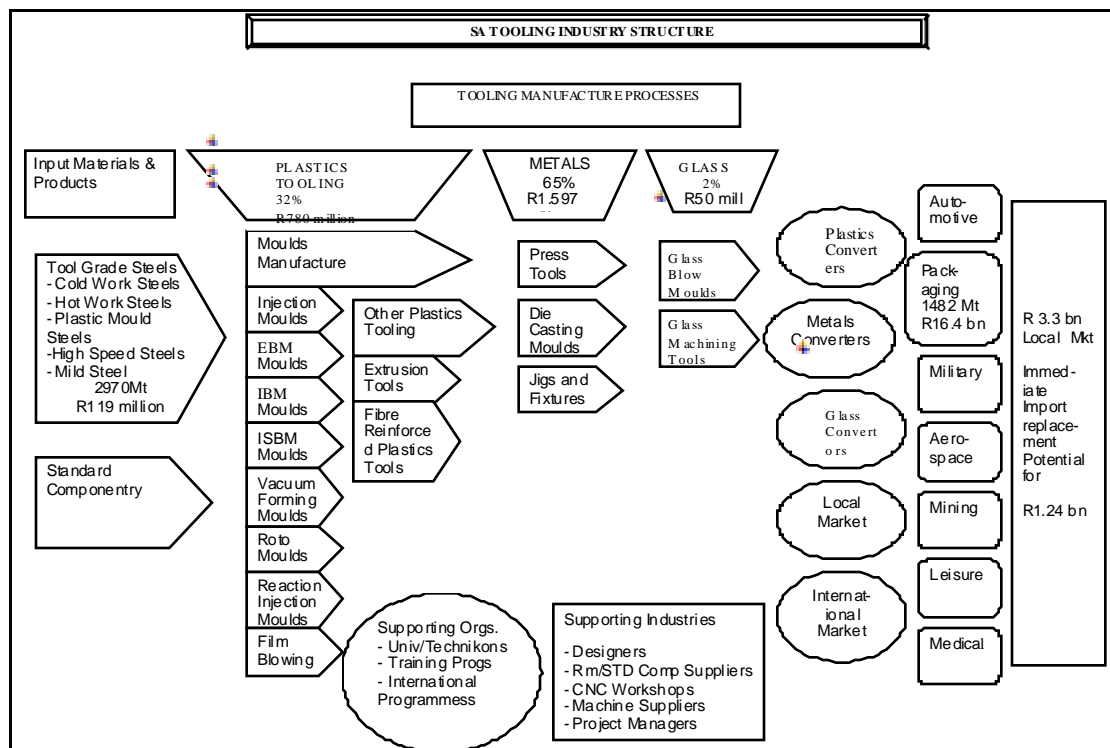 SA TOOLING INDUSTRY STRUCTURE
TOOLING MANUFACTURE PROCESSES
Input Materials &
Products
PLASTICS
TOOLING
32%
R780 million
METALS
65%
R1.597
GLASS
2%
R50 mill
Tool Grade Steels
- Cold Work Steels
- Hot Work Steels
- Plastic Mould
Steels
-High Speed Steels
- Mild Steel
2970Mt
R119 million
Standard
Componentry
Moulds
Manufacture
Injection
Moulds
EBM
Moulds
IBM
Moulds
ISBM
Moulds
Vacuum
Forming
Moulds
Roto
Moulds
Reaction
Injection
Moulds
Film
Blowing
Other Plastics
Tooling
Extrusion
Tools
Fibre
Reinforce
d Plastics
Tools
Press
Tools
Die
Casting
Moulds
Jigs and
Fixtures
Glass
Blow
Moulds
Glass
Machining
Tools
Plastics
Convert
ers
Metals
Converters
Glass
Convert
ors
Local
Market
Internat-
ional
Market
Auto-
motive
Pack-
aging
1482 Mt
R16.4 bn
Military
Aero-
space
Mining
Leisure
Medical
R 3.3 bn
Local Mkt
Immed-
iate
Import
replace-
ment
Potential
for
R1.24 bn
Supporting Orgs.
- Univ/Technikons
- Training Progs
- International
Programmess
Supporting Industries
- Designers
- Rm/STD Comp Suppliers
- CNC Workshops
- Machine Suppliers
- Project Managers